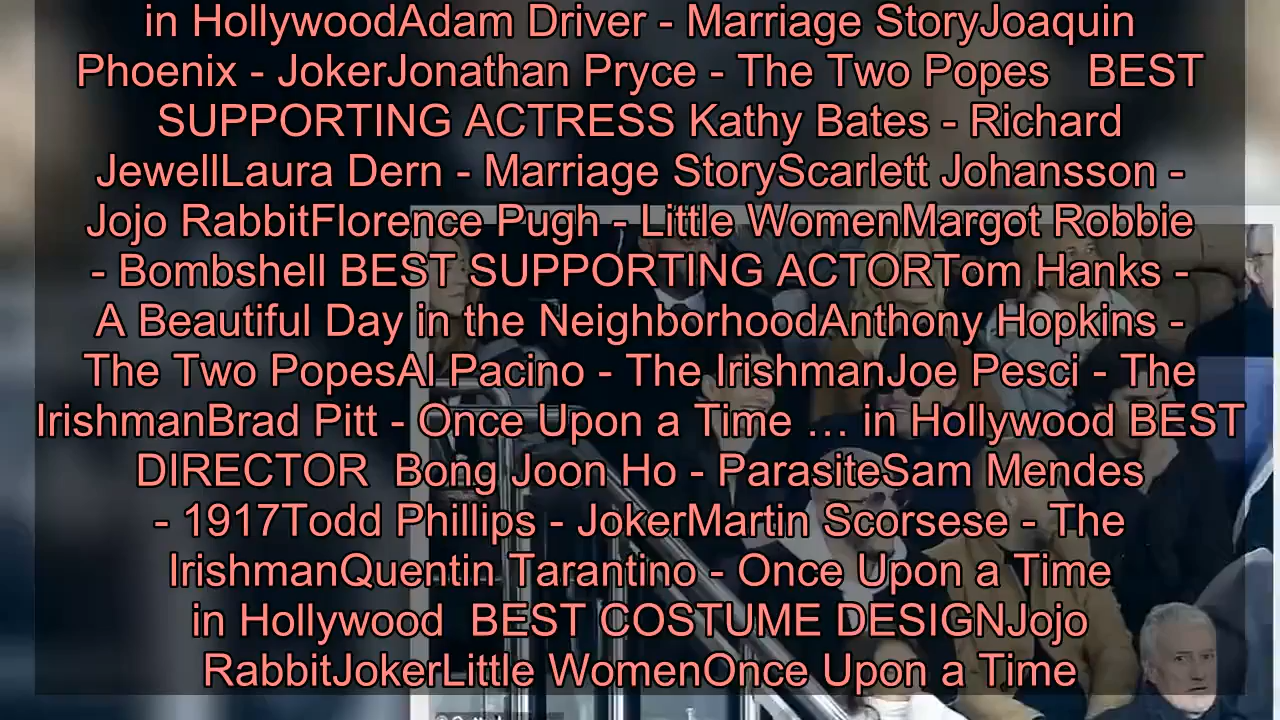 in HollywoodAdam Driver - Marriage StoryJoaquin
Phoenix - JokerJonathan Pryce - The Two Popes   BEST
SUPPORTING ACTRESS Kathy Bates - Richard
JewellLaura Dern - Marriage StoryScarlett Johansson -
Jojo RabbitFlorence Pugh - Little WomenMargot Robbie
- Bombshell BEST SUPPORTING ACTORTom Hanks -
A Beautiful Day in the NeighborhoodAnthony Hopkins -
The Two PopesAl Pacino - The IrishmanJoe Pesci - The
IrishmanBrad Pitt - Once Upon a Time … in Hollywood BEST
DIRECTOR  Bong Joon Ho - ParasiteSam Mendes
- 1917Todd Phillips - JokerMartin Scorsese - The
IrishmanQuentin Tarantino - Once Upon a Time
in Hollywood  BEST COSTUME DESIGNJojo
RabbitJokerLittle WomenOnce Upon a Time